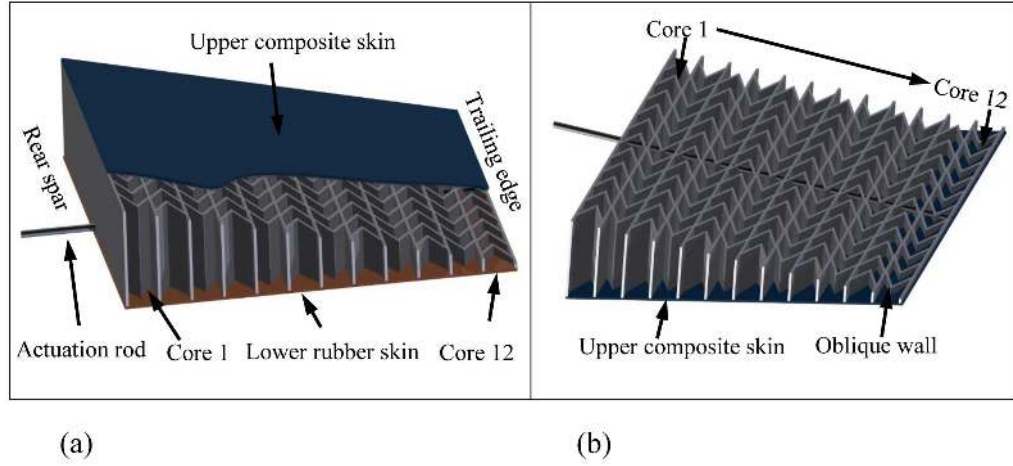 Upper composite skin
Trailing edge
Rear spar
Actuation rod
Core 1
Lower rubber skin
Core 12
Core 1
Core 12
Upper composite skin
Oblique wall
(a)
(b)